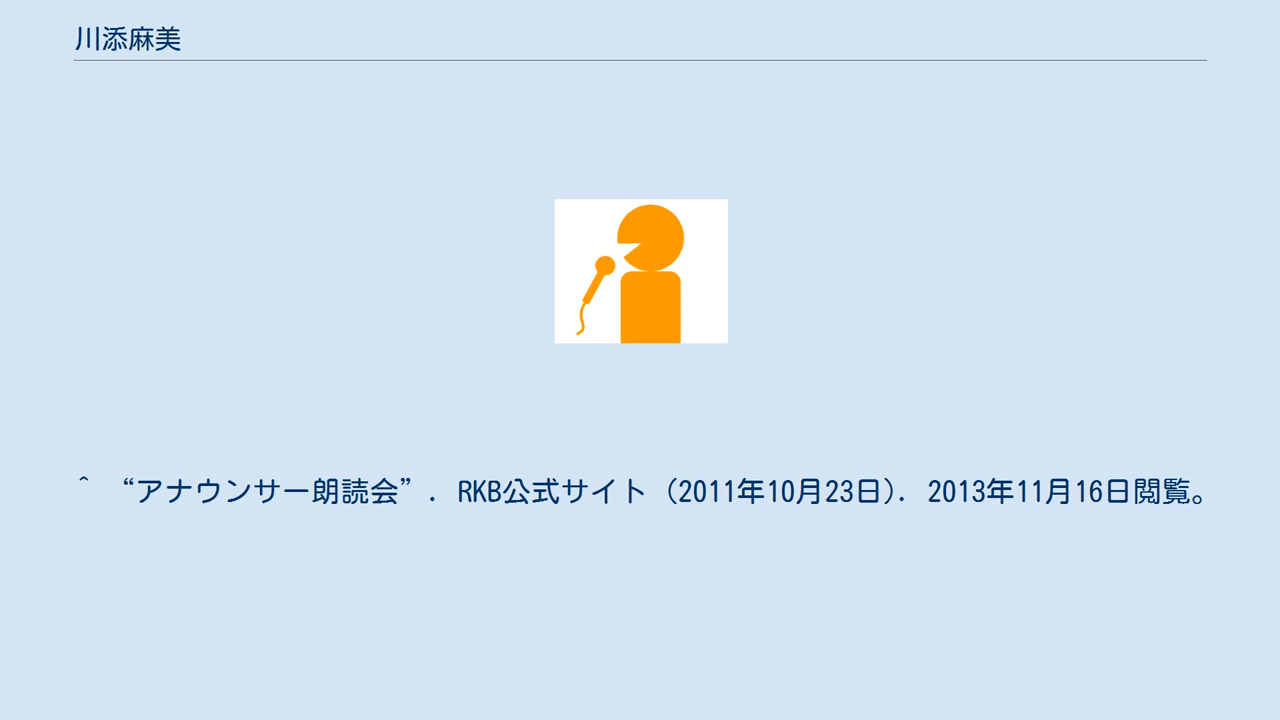 川添麻美
^ “アナウンサー朗読会”. RKB公式サイト (2011年10月23日). 2013年11月16日閲覧。